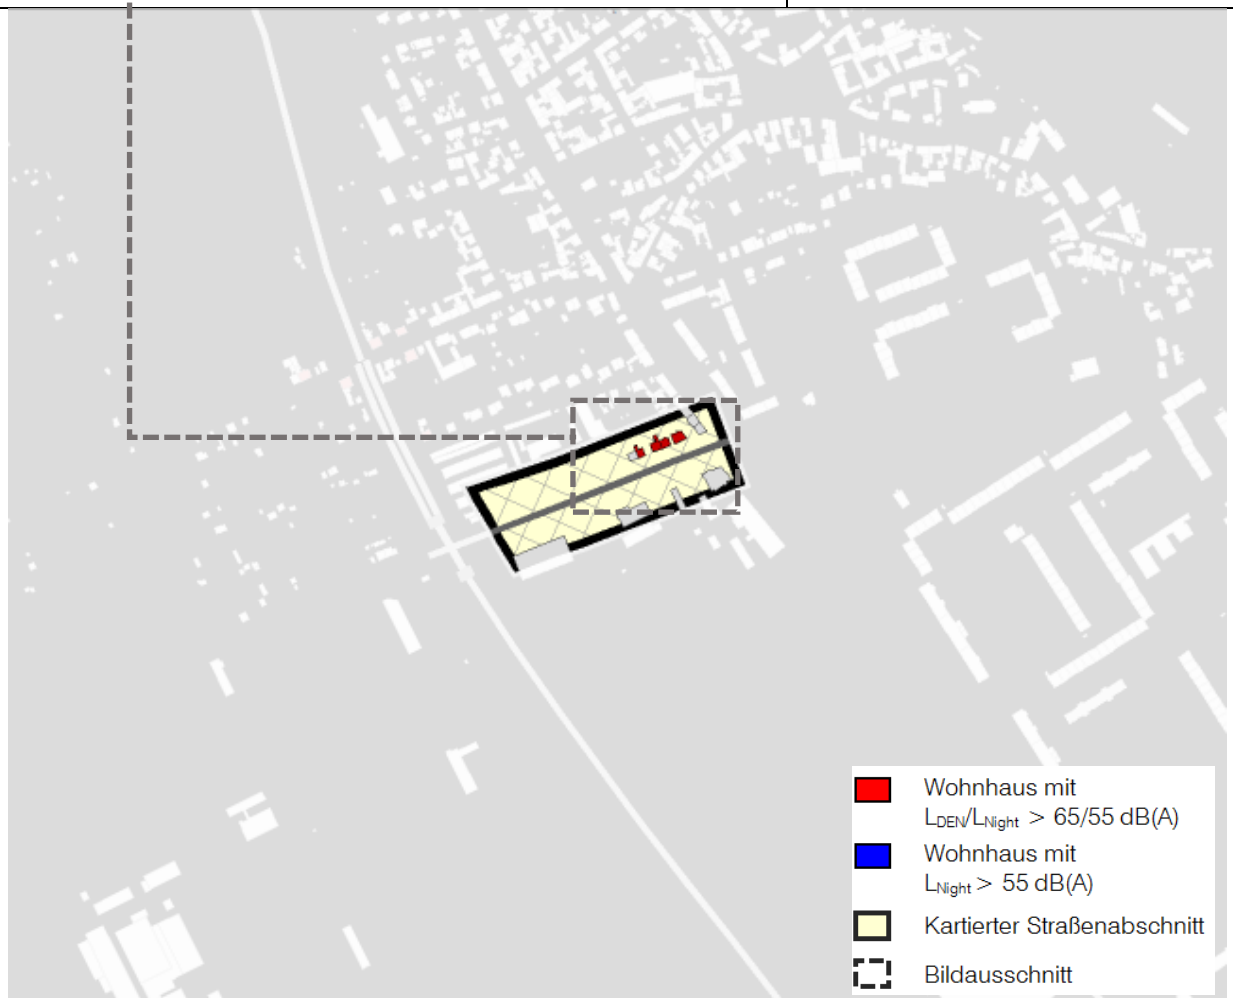 Wohnhaus mit
LDEN/LNight > 65/55 dB(A)
Wohnhaus mit
LNight > 55 dB(A)
Kartierter Straßenabschnitt
Bildausschnitt